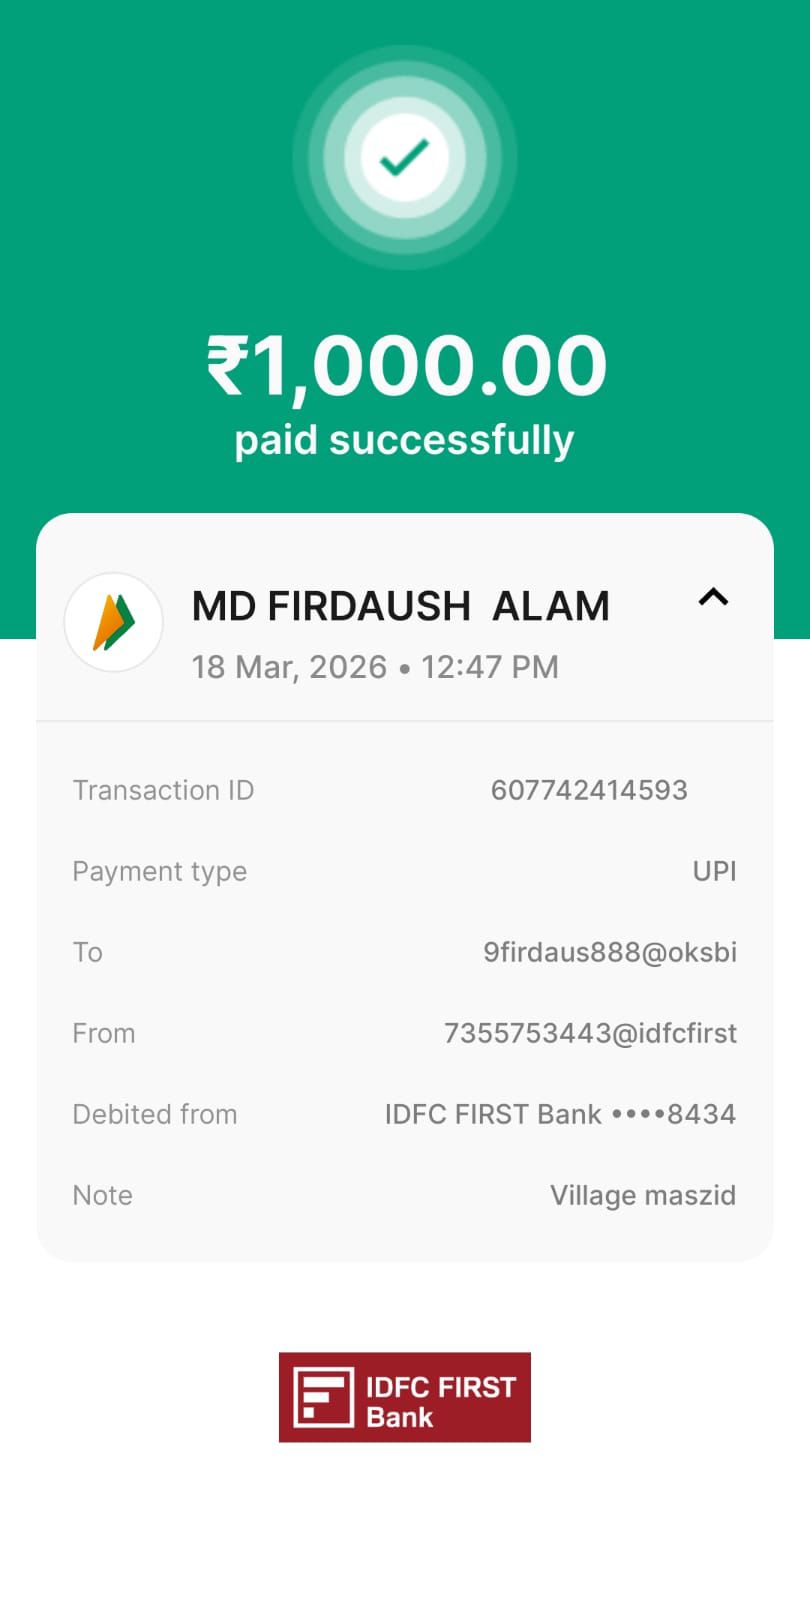 ₹1,000.00
paid successfully
MD FIRDAUSH  ALAM
18 Mar, 2026 • 12:47 PM
Transaction ID 607742414593
Payment type UPI
To 9firdaus888@oksbi
From 7355753443@idfcfirst
Debited from IDFC FIRST Bank ••••8434
Note Village maszid
IDFC FIRST
Bank